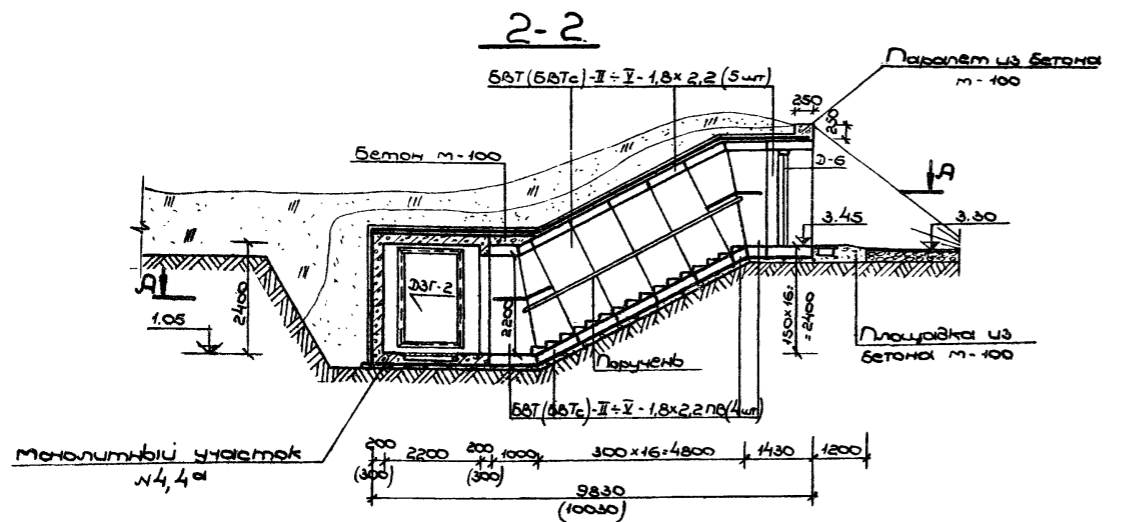 2-2
Парапет из бетона
м-100
БВТ(БВТс)-II÷V-1,8×2,2 (5шт)
250
250
Бетон м-100
Д-6
А
3.45
3.30
ДЗГ-2
А
1.05
2400
2200
150×16=
=2400
Площадка из
бетона м-100
Поручень
БВТ(БВТс)-II÷V-1,8×2,2ПВ(4шт)
Монолитный участок
N4,4а
200
(300)
2200
200
(300)
1000
300×16=4800
1430
1200
9830
(10030)